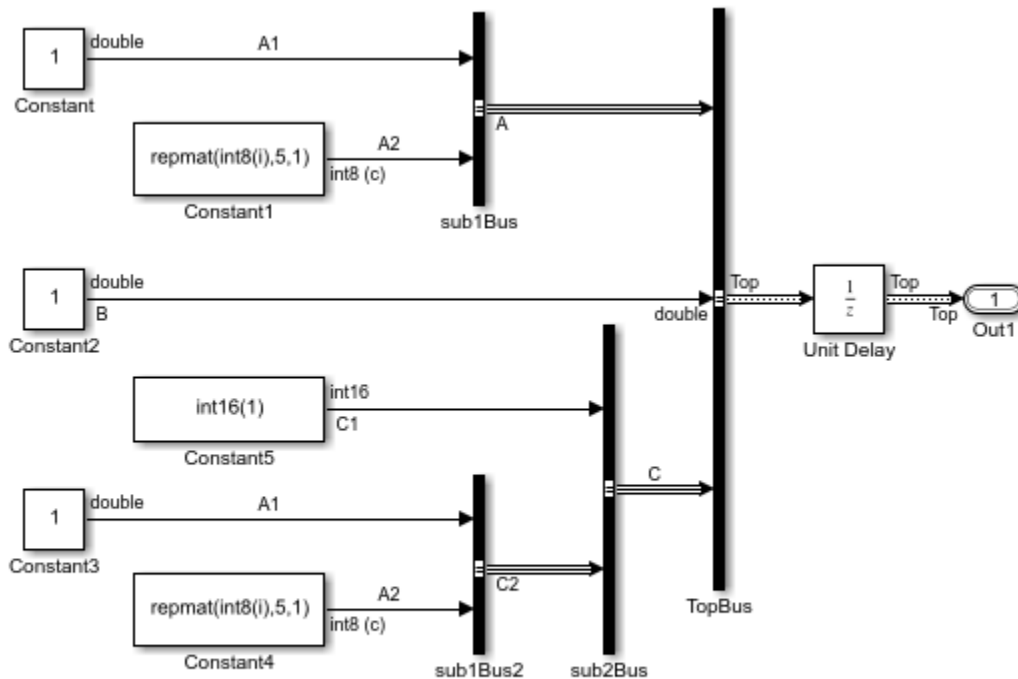 double
A1
1
Constant
A
repmat(int8(i),5,1)
A2
int8 (c)
Constant1
sub1Bus
double
1
B
Constant2
double
Top
1
z
Top
Top
1
Out1
Unit Delay
int16(1)
int16
C1
Constant5
C
double
A1
1
Constant3
C2
repmat(int8(i),5,1)
A2
int8 (c)
Constant4
sub1Bus2
sub2Bus
TopBus